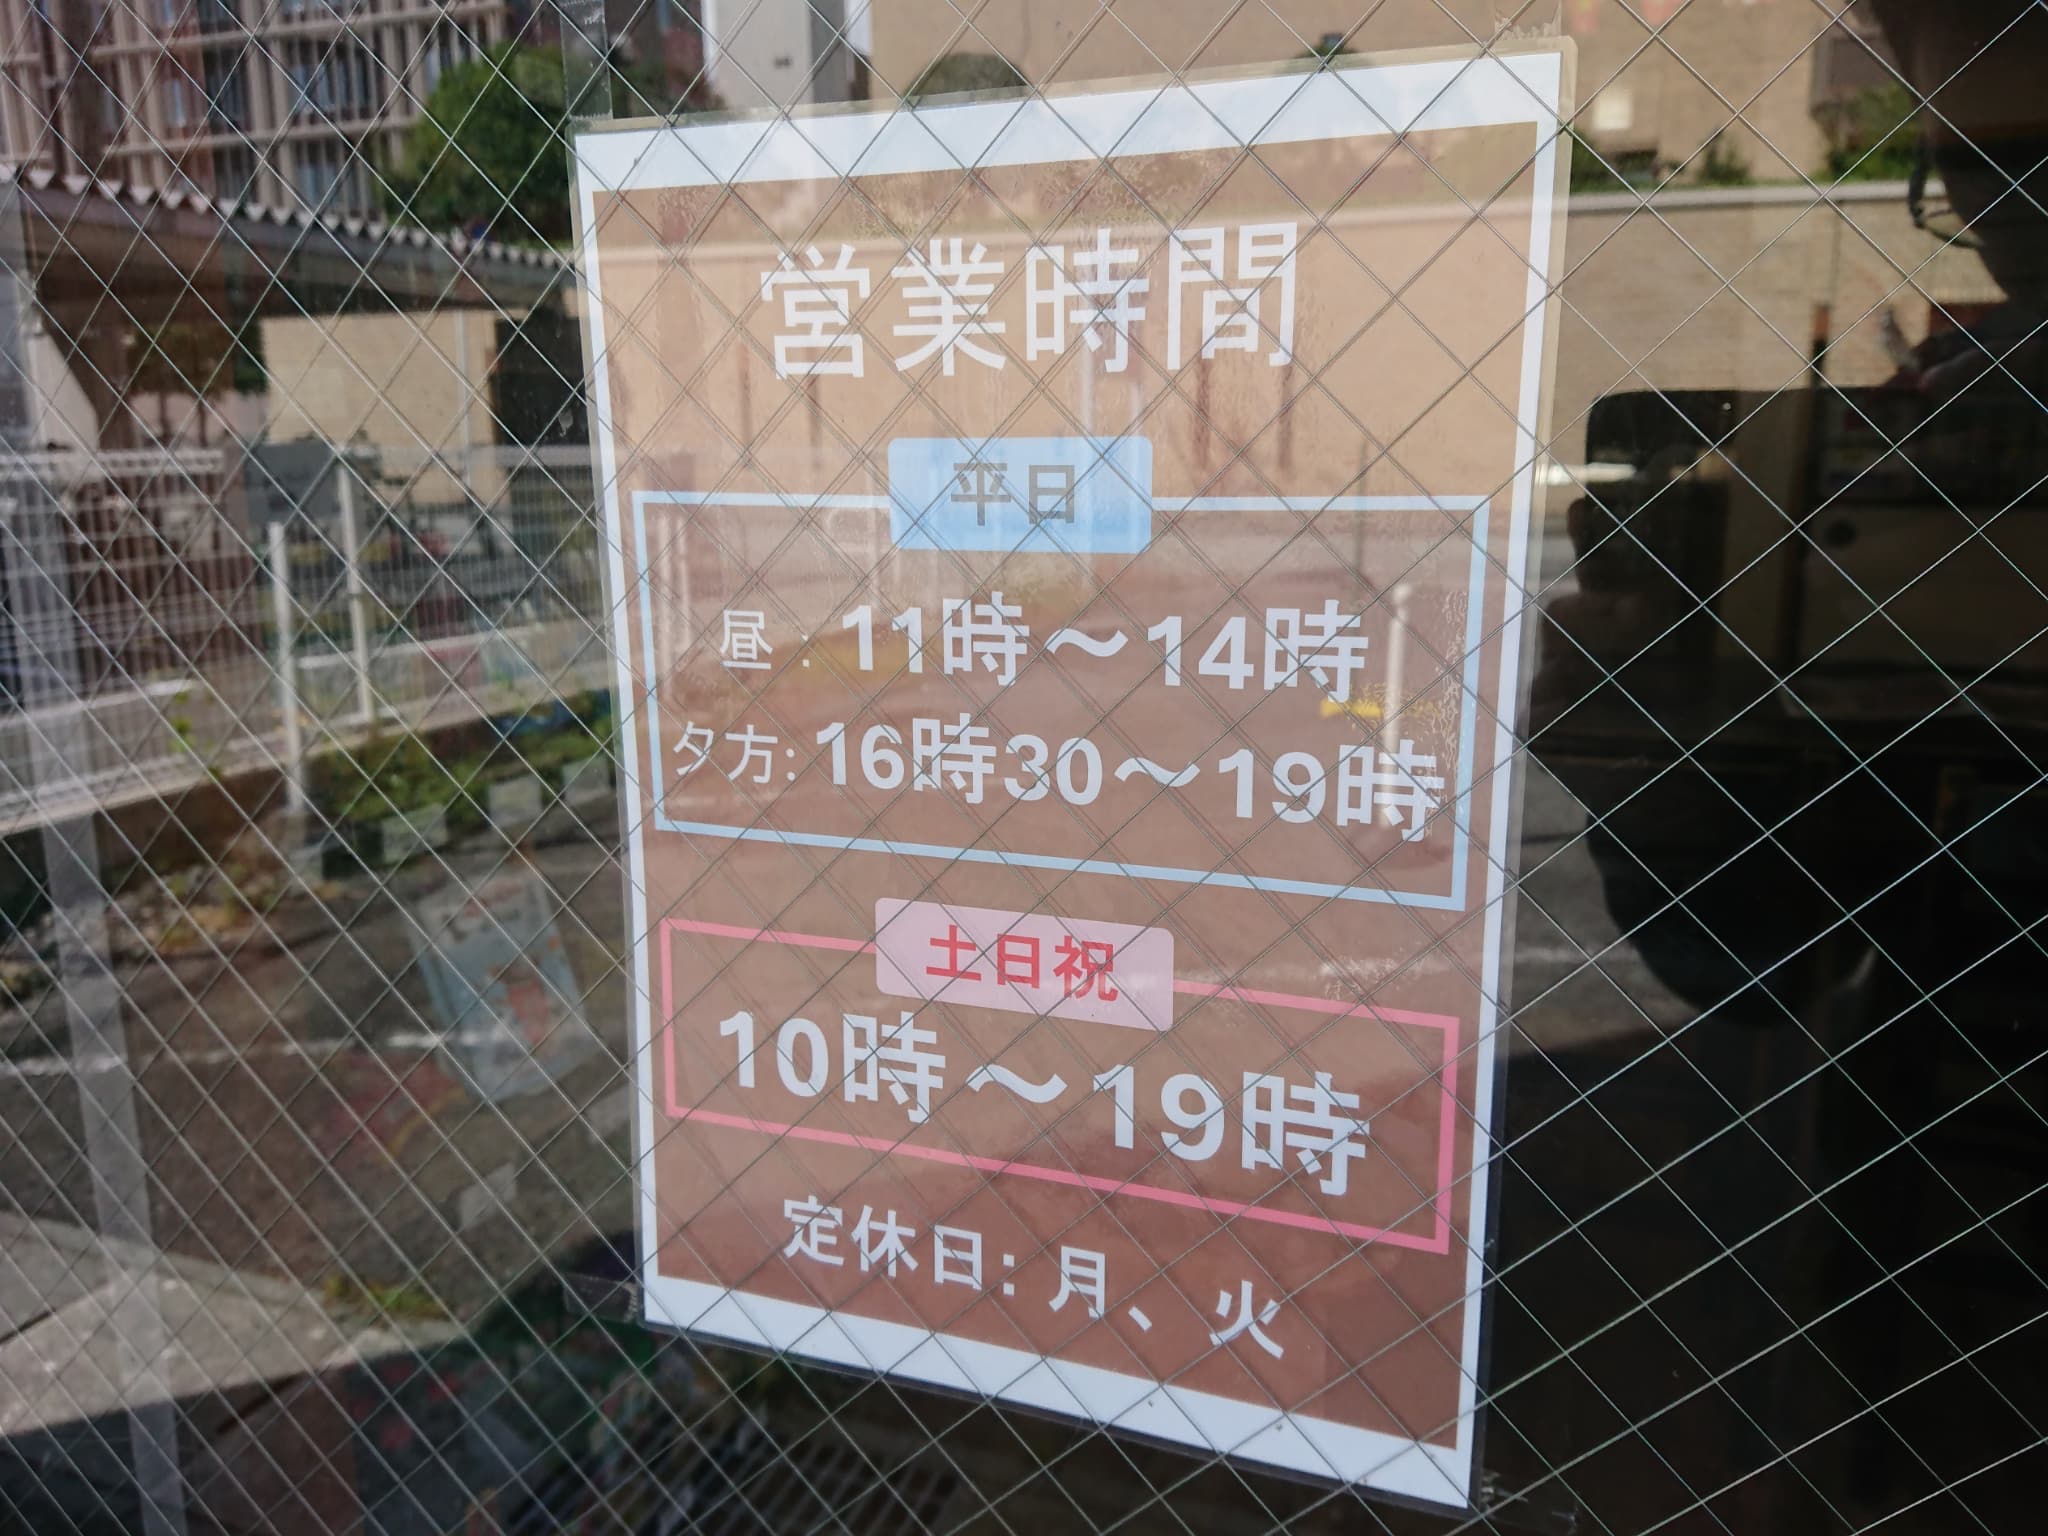 営業時間
平日
昼：11時～14時
夕方：16時30～19時
土日祝
10時～19時
定休日：月、火